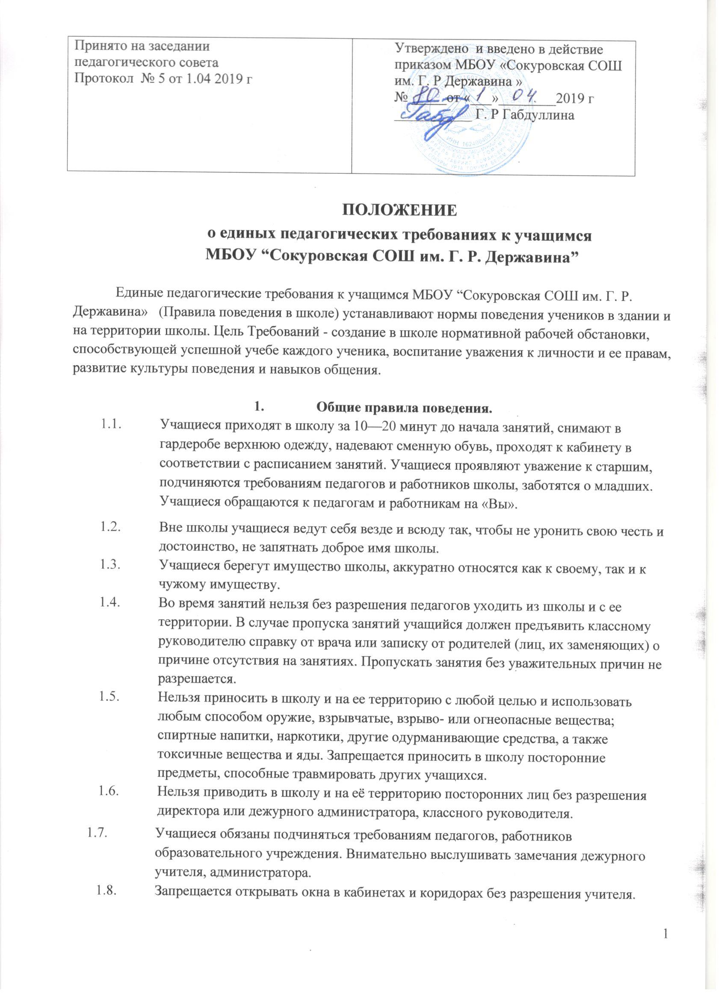 Принято на заседании
педагогического совета
Протокол  № 5 от 1.04 2019 г
Утверждено  и введено в действие
приказом МБОУ «Сокуровская СОШ
им. Г. Р Державина »
№ 80 от «1» 04. 2019 г
Габд Г. Р Габдуллина
ИНН 1624004093
ПОЛОЖЕНИЕ
о единых педагогических требованиях к учащимся
МБОУ “Сокуровская СОШ им. Г. Р. Державина”
Единые педагогические требования к учащимся МБОУ “Сокуровская СОШ им. Г. Р.
Державина»   (Правила поведения в школе) устанавливают нормы поведения учеников в здании и
на территории школы. Цель Требований - создание в школе нормативной рабочей обстановки,
способствующей успешной учебе каждого ученика, воспитание уважения к личности и ее правам,
развитие культуры поведения и навыков общения.
1. Общие правила поведения.
1.1. Учащиеся приходят в школу за 10—20 минут до начала занятий, снимают в
гардеробе верхнюю одежду, надевают сменную обувь, проходят к кабинету в
соответствии с расписанием занятий. Учащиеся проявляют уважение к старшим,
подчиняются требованиям педагогов и работников школы, заботятся о младших.
Учащиеся обращаются к педагогам и работникам на «Вы».
1.2. Вне школы учащиеся ведут себя везде и всюду так, чтобы не уронить свою честь и
достоинство, не запятнать доброе имя школы.
1.3. Учащиеся берегут имущество школы, аккуратно относятся как к своему, так и к
чужому имуществу.
1.4. Во время занятий нельзя без разрешения педагогов уходить из школы и с ее
территории. В случае пропуска занятий учащийся должен предъявить классному
руководителю справку от врача или записку от родителей (лиц, их заменяющих) о
причине отсутствия на занятиях. Пропускать занятия без уважительных причин не
разрешается.
1.5. Нельзя приносить в школу и на ее территорию с любой целью и использовать
любым способом оружие, взрывчатые, взрыво- или огнеопасные вещества;
спиртные напитки, наркотики, другие одурманивающие средства, а также
токсичные вещества и яды. Запрещается приносить в школу посторонние
предметы, способные травмировать других учащихся.
1.6. Нельзя приводить в школу и на её территорию посторонних лиц без разрешения
директора или дежурного администратора, классного руководителя.
1.7. Учащиеся обязаны подчиняться требованиям педагогов, работников
образовательного учреждения. Внимательно выслушивать замечания дежурного
учителя, администратора.
1.8. Запрещается открывать окна в кабинетах и коридорах без разрешения учителя.
1